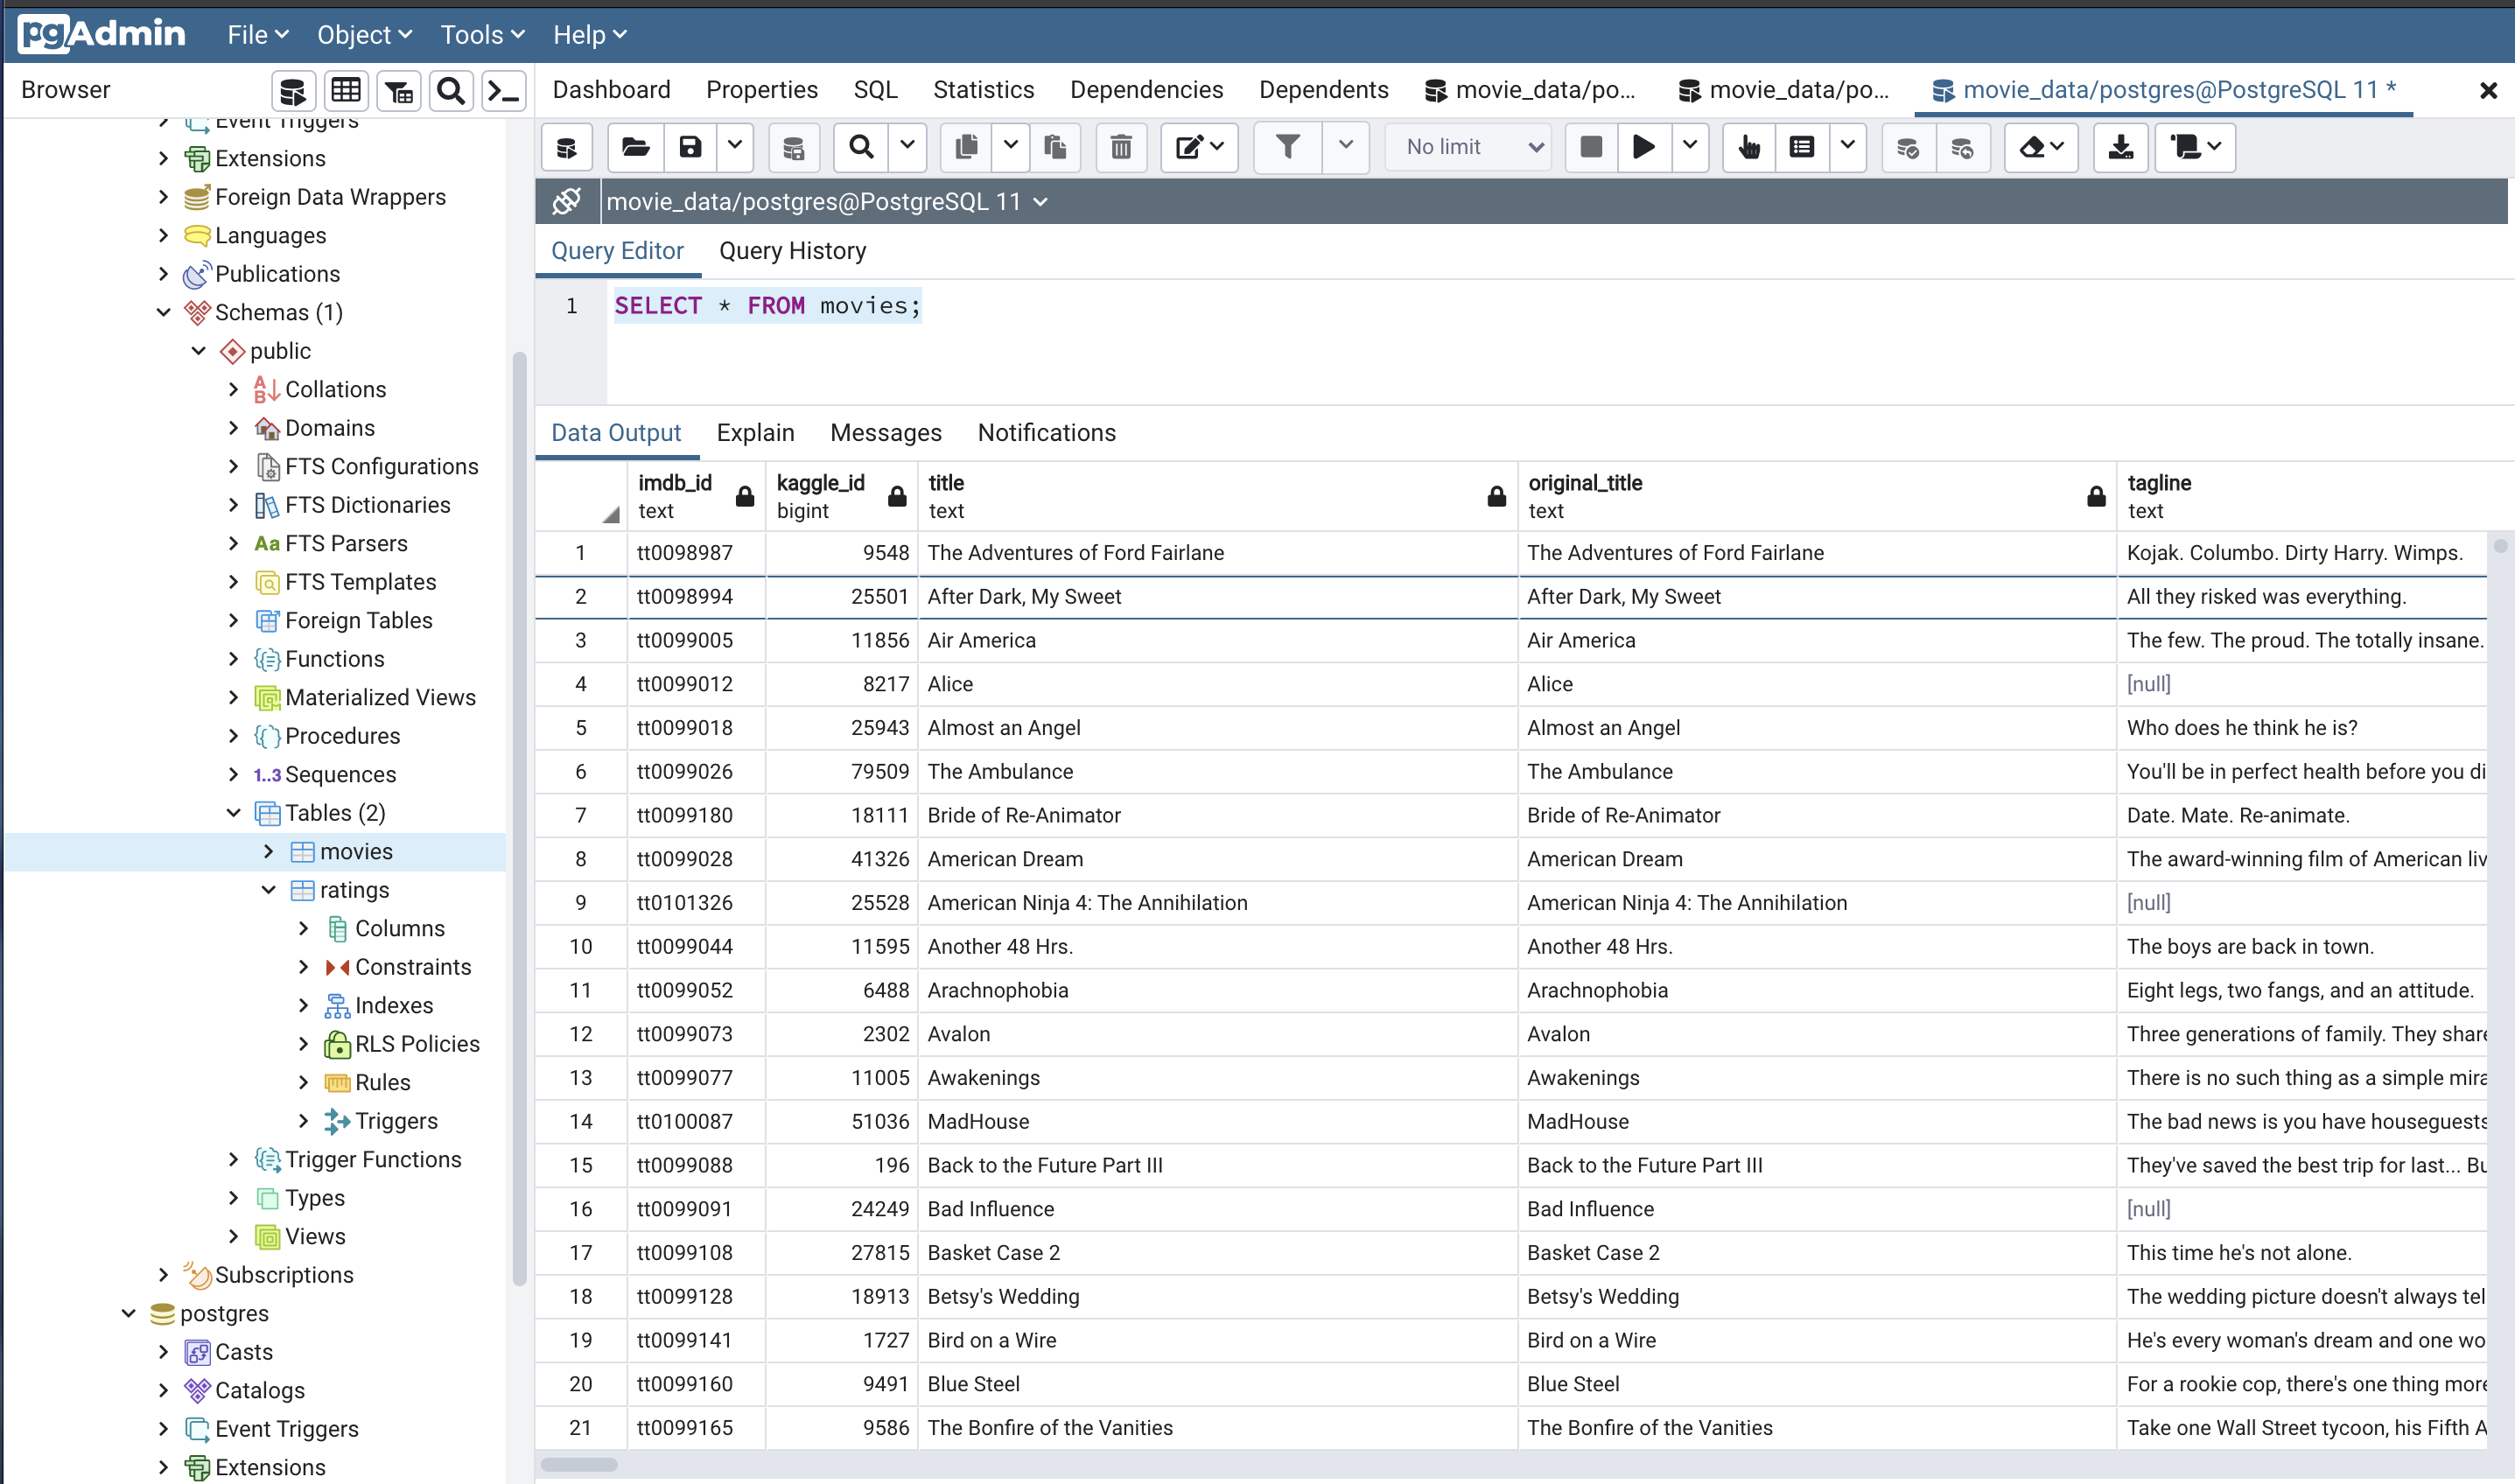 pgAdmin File Object Tools Help
Browser
Dashboard Properties SQL Statistics Dependencies Dependents movie_data/po... movie_data/po... movie_data/postgres@PostgreSQL 11 *
No limit
movie_data/postgres@PostgreSQL 11
Query Editor Query History
1 SELECT * FROM movies;
Event Triggers
Extensions
Foreign Data Wrappers
Languages
Publications
Schemas (1)
public
Collations
Domains
FTS Configurations
FTS Dictionaries
Aa FTS Parsers
FTS Templates
Foreign Tables
Functions
Materialized Views
Procedures
1..3 Sequences
Tables (2)
movies
ratings
Columns
Constraints
Indexes
RLS Policies
Rules
Triggers
Trigger Functions
Types
Views
Subscriptions
postgres
Casts
Catalogs
Event Triggers
Extensions
Data Output Explain Messages Notifications
imdb_id kaggle_id title original_title tagline
text bigint text text text
1 tt0098987 9548 The Adventures of Ford Fairlane The Adventures of Ford Fairlane Kojak. Columbo. Dirty Harry. Wimps.
2 tt0098994 25501 After Dark, My Sweet After Dark, My Sweet All they risked was everything.
3 tt0099005 11856 Air America Air America The few. The proud. The totally insane.
4 tt0099012 8217 Alice Alice [null]
5 tt0099018 25943 Almost an Angel Almost an Angel Who does he think he is?
6 tt0099026 79509 The Ambulance The Ambulance You'll be in perfect health before you di
7 tt0099180 18111 Bride of Re-Animator Bride of Re-Animator Date. Mate. Re-animate.
8 tt0099028 41326 American Dream American Dream The award-winning film of American liv
9 tt0101326 25528 American Ninja 4: The Annihilation American Ninja 4: The Annihilation [null]
10 tt0099044 11595 Another 48 Hrs. Another 48 Hrs. The boys are back in town.
11 tt0099052 6488 Arachnophobia Arachnophobia Eight legs, two fangs, and an attitude.
12 tt0099073 2302 Avalon Avalon Three generations of family. They share
13 tt0099077 11005 Awakenings Awakenings There is no such thing as a simple mira
14 tt0100087 51036 MadHouse MadHouse The bad news is you have houseguests
15 tt0099088 196 Back to the Future Part III Back to the Future Part III They've saved the best trip for last... Bu
16 tt0099091 24249 Bad Influence Bad Influence [null]
17 tt0099108 27815 Basket Case 2 Basket Case 2 This time he's not alone.
18 tt0099128 18913 Betsy's Wedding Betsy's Wedding The wedding picture doesn't always tel
19 tt0099141 1727 Bird on a Wire Bird on a Wire He's every woman's dream and one wo
20 tt0099160 9491 Blue Steel Blue Steel For a rookie cop, there's one thing more
21 tt0099165 9586 The Bonfire of the Vanities The Bonfire of the Vanities Take one Wall Street tycoon, his Fifth A